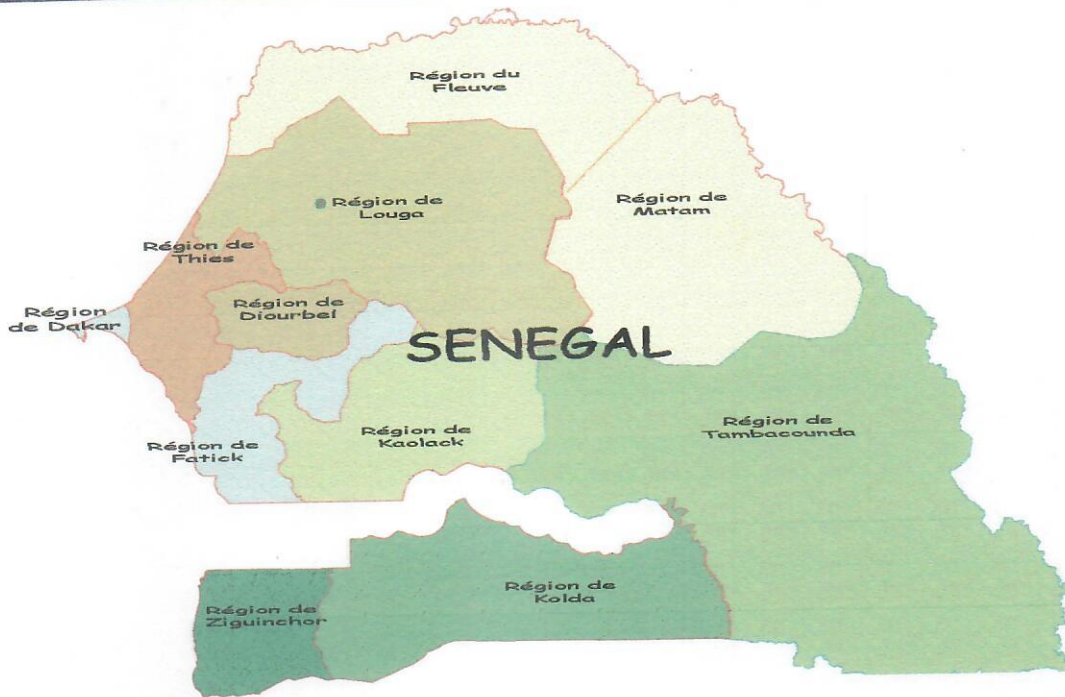 Région du
Fleuve
Région de
Louga
Région de
Matam
Région de
Thies
Région
de Dakar
Région de
Diourbel
SENEGAL
Région de
Kaolack
Région de
Tambacounda
Région de
Fatick
Région de
Kolda
Région de
Ziguinchor